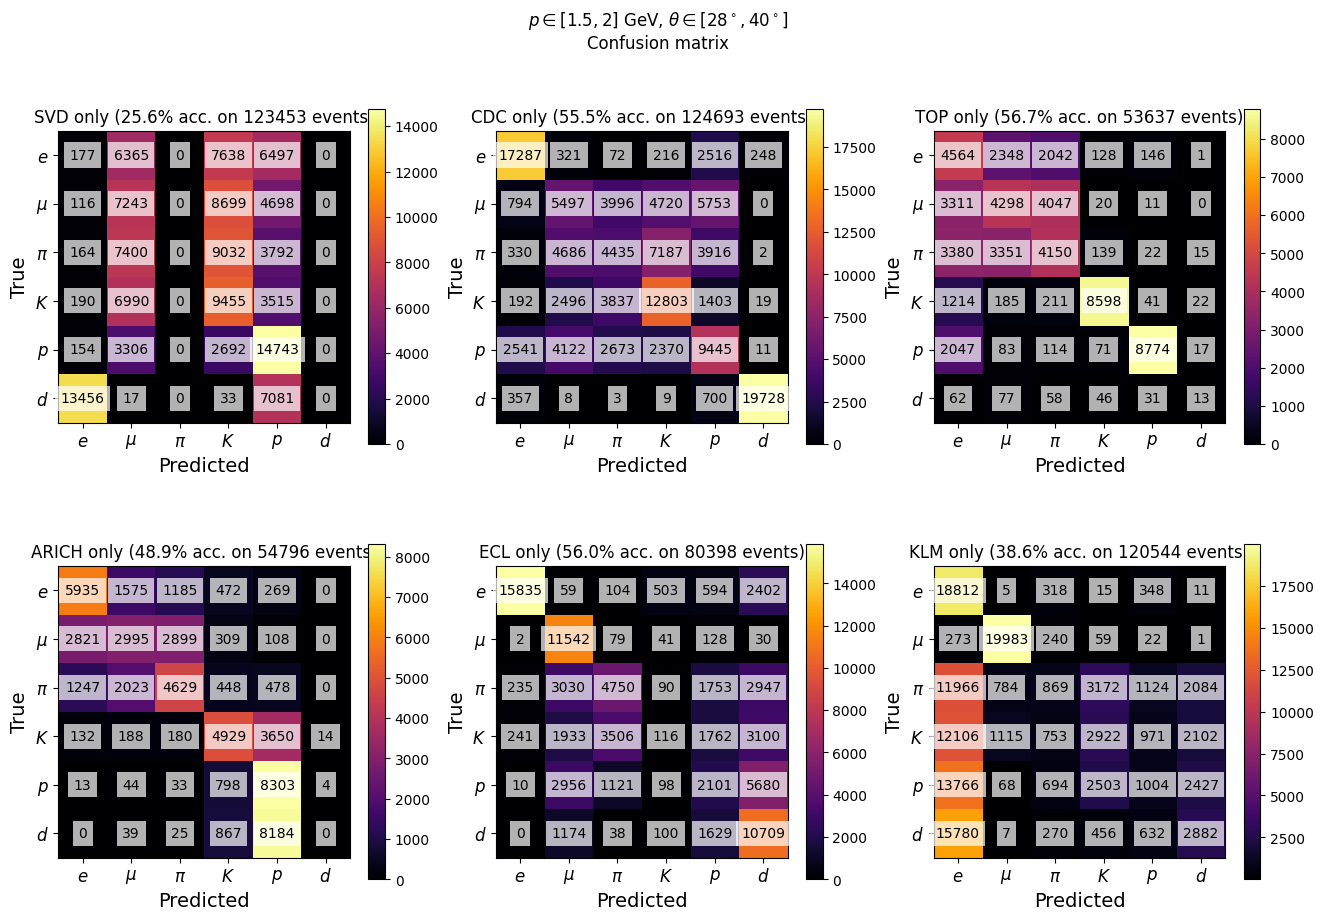 p ∈ [1.5, 2] GeV, θ ∈ [28°, 40°]
Confusion matrix
SVD only (25.6% acc. on 123453 events
True
e 177 6365 0 7638 6497 0
μ 116 7243 0 8699 4698 0
π 164 7400 0 9032 3792 0
K 190 6990 0 9455 3515 0
p 154 3306 0 2692 14743 0
d 13456 17 0 33 7081 0
e μ π K p d
Predicted
14000
12000
10000
8000
6000
4000
2000
0
CDC only (55.5% acc. on 124693 events
True
e 17287 321 72 216 2516 248
μ 794 5497 3996 4720 5753 0
π 330 4686 4435 7187 3916 2
K 192 2496 3837 12803 1403 19
p 2541 4122 2673 2370 9445 11
d 357 8 3 9 700 19728
e μ π K p d
Predicted
17500
15000
12500
10000
7500
5000
2500
0
TOP only (56.7% acc. on 53637 events)
True
e 4564 2348 2042 128 146 1
μ 3311 4298 4047 20 11 0
π 3380 3351 4150 139 22 15
K 1214 185 211 8598 41 22
p 2047 83 114 71 8774 17
d 62 77 58 46 31 13
e μ π K p d
Predicted
8000
7000
6000
5000
4000
3000
2000
1000
0
ARICH only (48.9% acc. on 54796 events
True
e 5935 1575 1185 472 269 0
μ 2821 2995 2899 309 108 0
π 1247 2023 4629 448 478 0
K 132 188 180 4929 3650 14
p 13 44 33 798 8303 4
d 0 39 25 867 8184 0
e μ π K p d
Predicted
8000
7000
6000
5000
4000
3000
2000
1000
0
ECL only (56.0% acc. on 80398 events)
True
e 15835 59 104 503 594 2402
μ 2 11542 79 41 128 30
π 235 3030 4750 90 1753 2947
K 241 1933 3506 116 1762 3100
p 10 2956 1121 98 2101 5680
d 0 1174 38 100 1629 10709
e μ π K p d
Predicted
14000
12000
10000
8000
6000
4000
2000
0
KLM only (38.6% acc. on 120544 events
True
e 18812 5 318 15 348 11
μ 273 19983 240 59 22 1
π 11966 784 869 3172 1124 2084
K 12106 1115 753 2922 971 2102
p 13766 68 694 2503 1004 2427
d 15780 7 270 456 632 2882
e μ π K p d
Predicted
17500
15000
12500
10000
7500
5000
2500